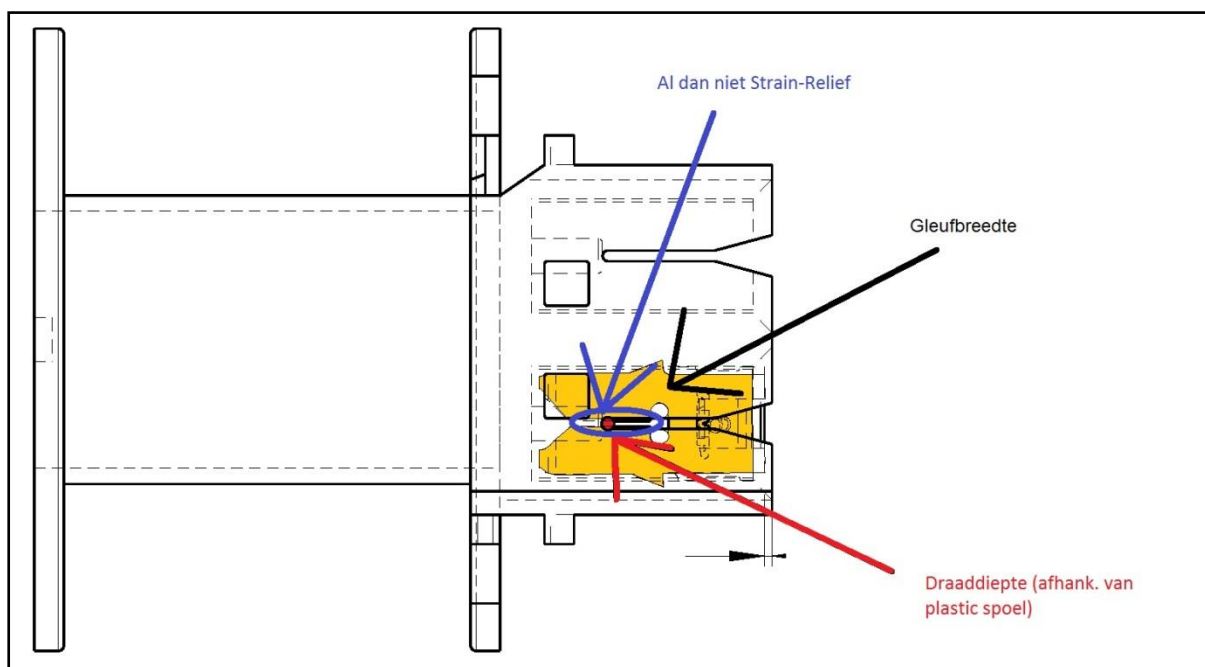 Al dan niet Strain-Relief
Gleufbreedte
Draaddiepte (afhank. van
plastic spoel)